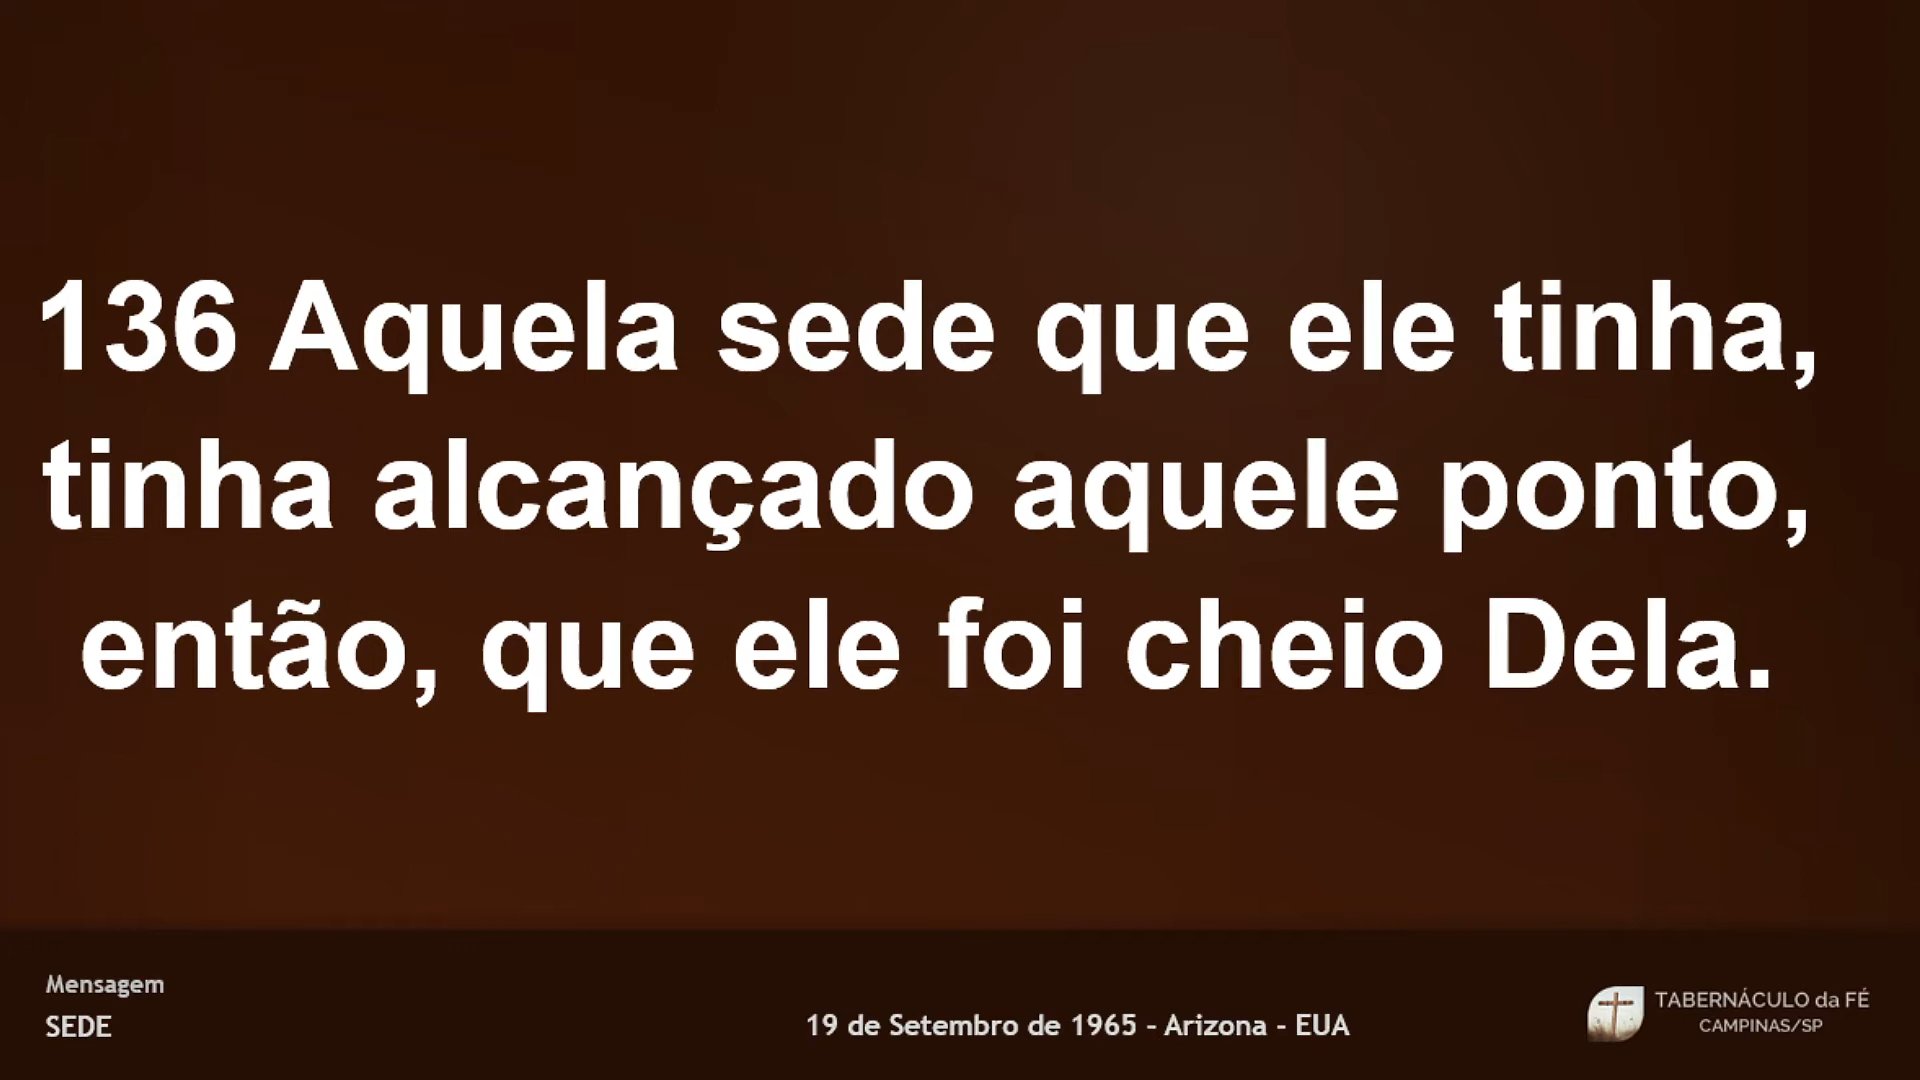 136 Aquela sede que ele tinha,
tinha alcançado aquele ponto,
então, que ele foi cheio Dela.
Mensagem
SEDE
19 de Setembro de 1965 - Arizona - EUA
TABERNÁCULO da FÉ
CAMPINAS/SP